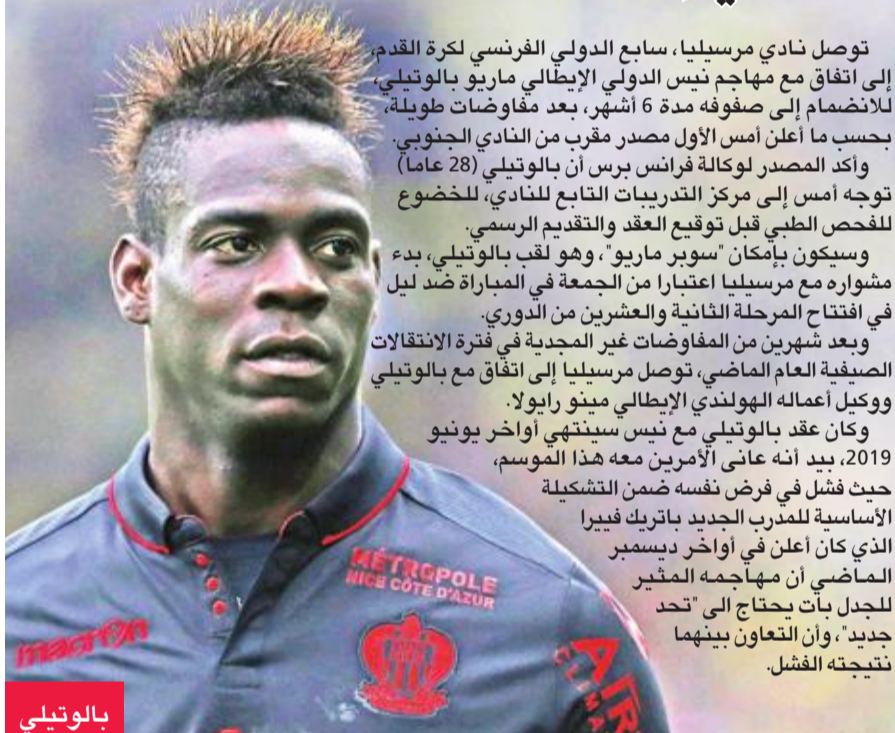 توصل نادي مرسيليا، سابع الدولي الفرنسي لكرة القدم،
إلى اتفاق مع مهاجم نيس الدولي الإيطالي ماريو بالوتيلي،
للانضمام إلى صفوفه مدة 6 أشهر، بعد مفاوضات طويلة،
بحسب ما أعلن أمس الأول مصدر مقرب من النادي الجنوبي.
وأكد المصدر لوكالة فرانس برس أن بالوتيلي (28 عاما)
توجه أمس إلى مركز التدريبات التابع للنادي، للخضوع
للفحص الطبي قبل توقيع العقد والتقديم الرسمي.
وسيكون بإمكان "سوبر ماريو"، وهو لقب بالوتيلي، بدء
مشواره مع مرسيليا اعتبارا من الجمعة في المباراة ضد ليل
في افتتاح المرحلة الثانية والعشرين من الدوري.
وبعد شهرين من المفاوضات غير المجدية في فترة الانتقالات
الصيفية العام الماضي، توصل مرسيليا إلى اتفاق مع بالوتيلي
ووكيل أعماله الهولندي الإيطالي مينو رايولا.
وكان عقد بالوتيلي مع نيس سينتهي أواخر يونيو
2019، بيد أنه عانى الأمرين معه هذا الموسم،
حيث فشل في فرض نفسه ضمن التشكيلة
الأساسية للمدرب الجديد باتريك فييرا
الذي كان أعلن في أواخر ديسمبر
الماضي أن مهاجمه المثير
للجدل بات يحتاج الى "تحد
جديد"، وأن التعاون بينهما
نتيجته الفشل.
MÉTROPOLE
NICE CÔTE D'AZUR
macron
بالوتيلي